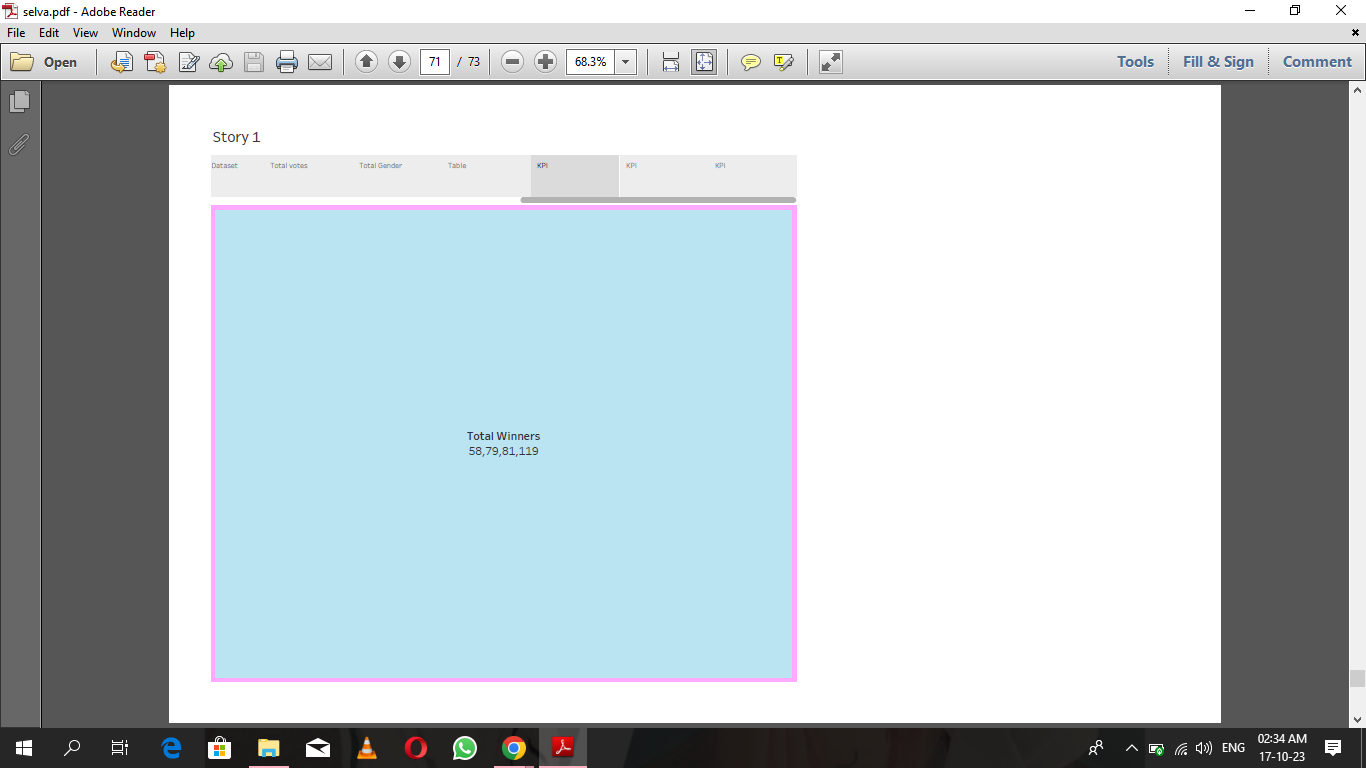 selva.pdf - Adobe Reader
File Edit View Window Help
Open 71 / 73 68.3% Tools Fill & Sign Comment
Story 1
Dataset Total votes Total Gender Table KPI KPI KPI
Total Winners
58,79,81,119
ENG 02:34 AM
17-10-23